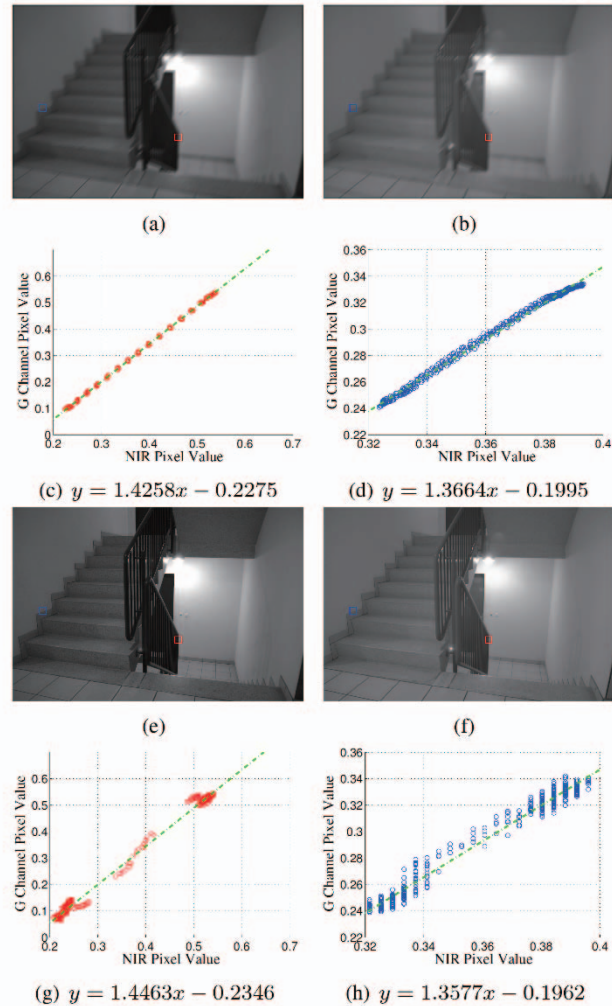 (a) (b)
0.6
0.5
0.4
0.3
0.2
0.1
0
0.2 0.3 0.4 0.5 0.6 0.7
G Channel Pixel Value
NIR Pixel Value
0.36
0.34
0.32
0.3
0.28
0.26
0.24
0.22
0.32 0.34 0.36 0.38 0.4
G Channel Pixel Value
NIR Pixel Value
(c) y = 1.4258x − 0.2275 (d) y = 1.3664x − 0.1995
(e) (f)
0.6
0.5
0.4
0.3
0.2
0.1
0
0.2 0.3 0.4 0.5 0.6 0.7
G Channel Pixel Value
NIR Pixel Value
0.36
0.34
0.32
0.3
0.28
0.26
0.24
0.22
0.32 0.34 0.36 0.38 0.4
G Channel Pixel Value
NIR Pixel Value
(g) y = 1.4463x − 0.2346 (h) y = 1.3577x − 0.1962